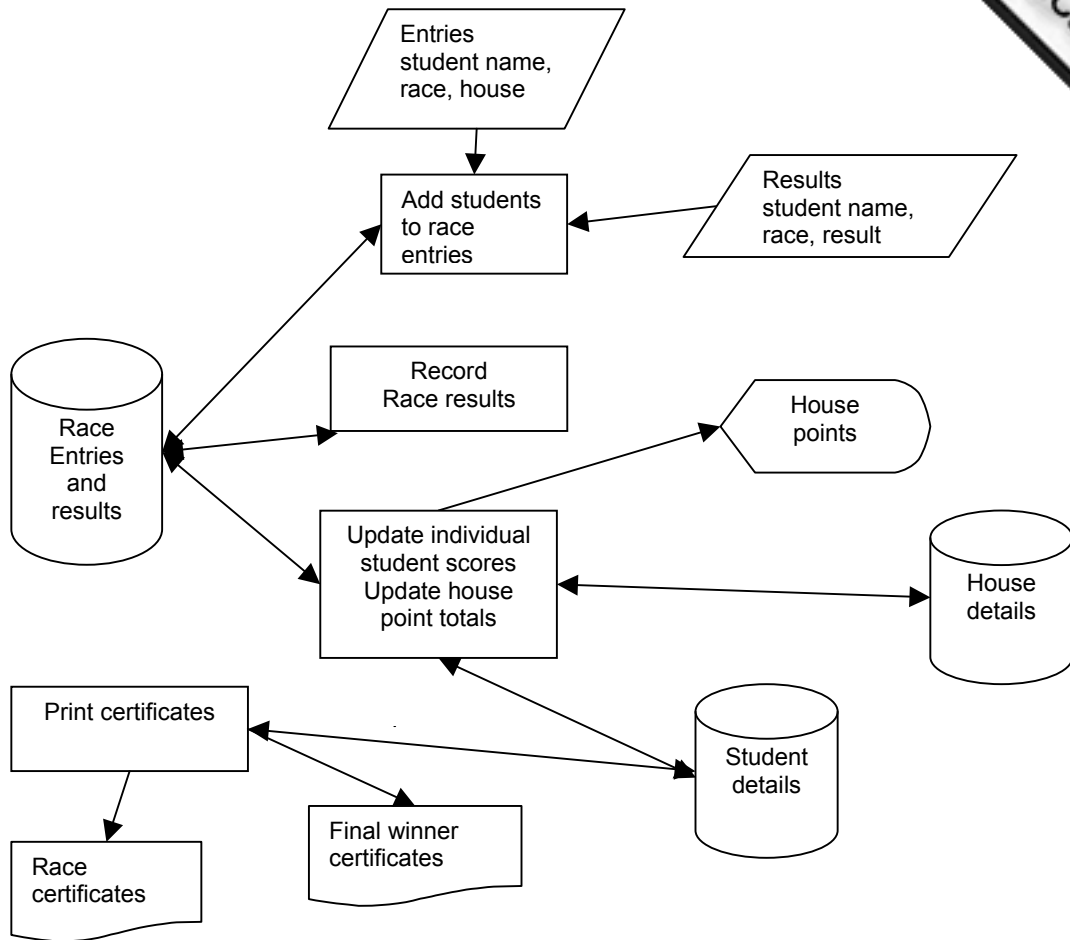 Entries
student name,
race, house
Add students
to race
entries
Results
student name,
race, result
Race
Entries
and
results
Record
Race results
House
points
Update individual
student scores
Update house
point totals
House
details
Print certificates
Student
details
Race
certificates
Final winner
certificates